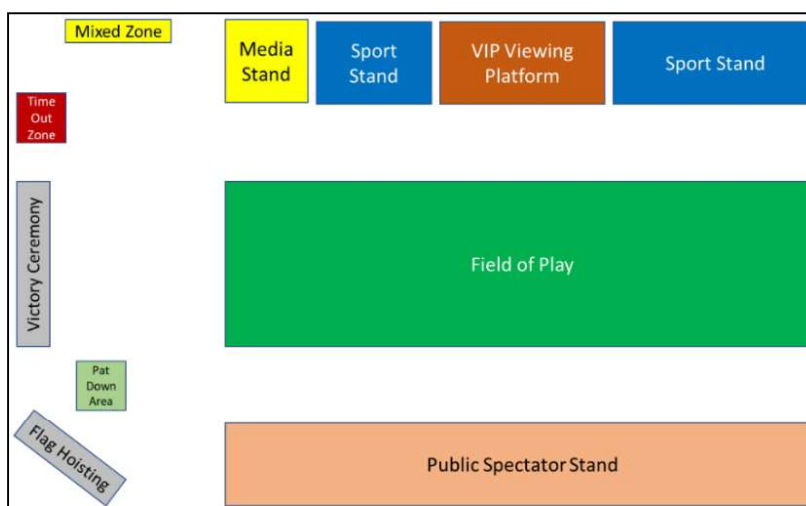 Mixed Zone
Media
Stand
Sport
Stand
VIP Viewing
Platform
Sport Stand
Time
Out
Zone
Victory Ceremony
Field of Play
Pat
Down
Area
Flag Hoisting
Public Spectator Stand